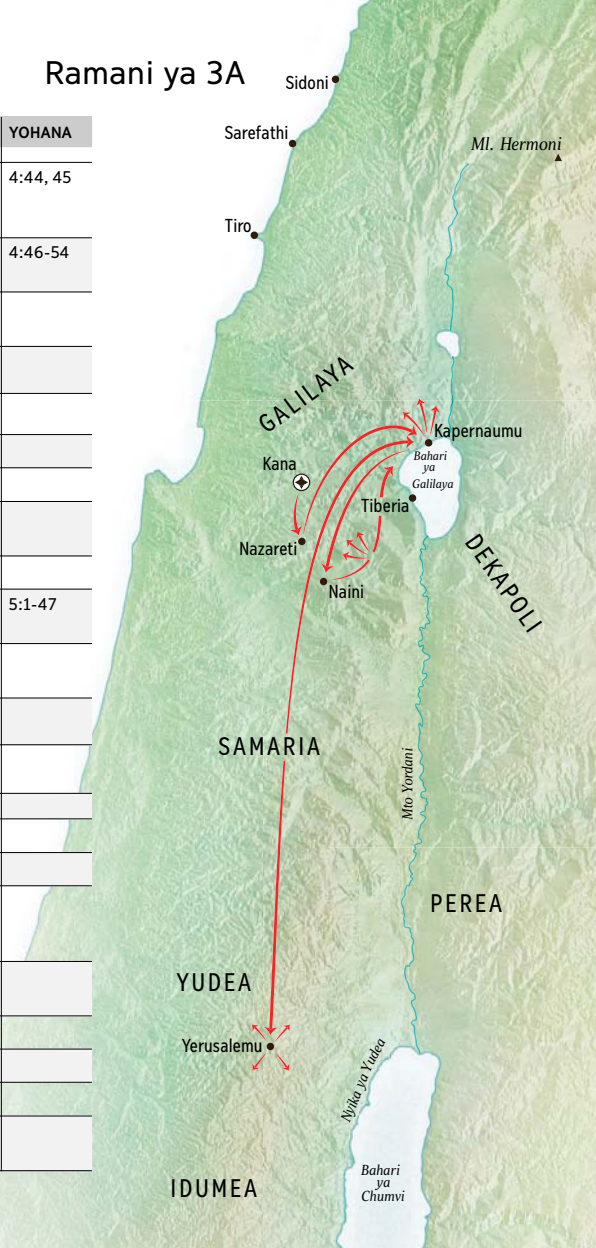 Ramani ya 3A
YOHANA
4:44, 45
4:46-54
5:1-47
Sidoni
Sarefathi
Ml. Hermoni
Tiro
GALILAYA
Kapernaumu
Kana
Bahari
ya
Galilaya
Tiberia
Nazareti
DEKAPOLI
Naini
SAMARIA
Mto Yordani
PEREA
YUDEA
Yerusalemu
Nyika ya Yudea
Bahari
ya
Chumvi
IDUMEA